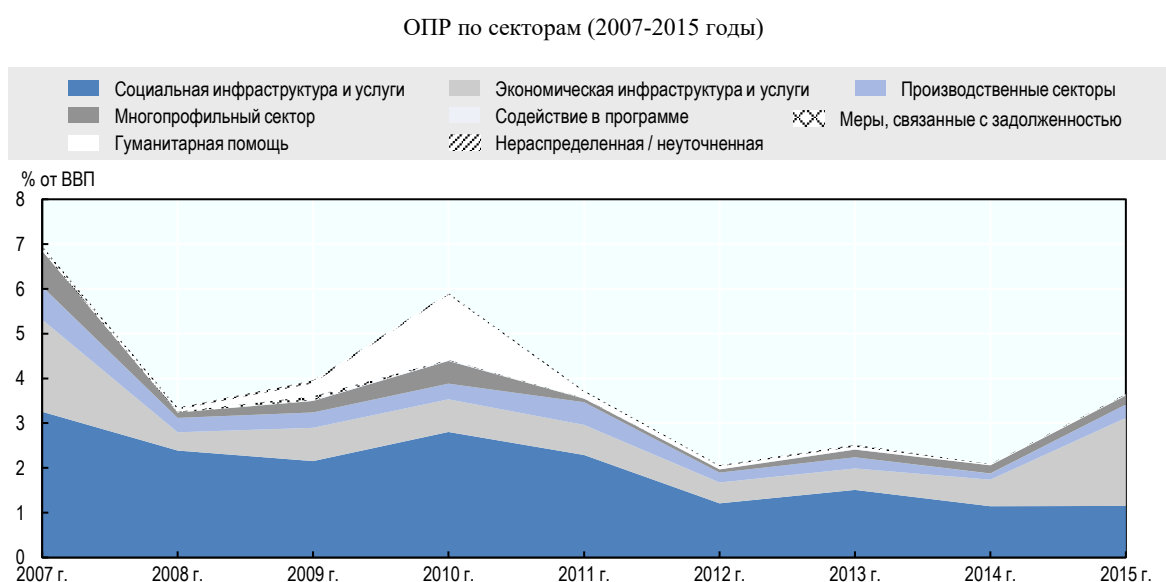 ОПР по секторам (2007-2015 годы)
Социальная инфраструктура и услуги Экономическая инфраструктура и услуги Производственные секторы
Многопрофильный сектор Содействие в программе Меры, связанные с задолженностью
Гуманитарная помощь Нераспределенная / неуточненная
% от ВВП
8
7
6
5
4
3
2
1
0
2007 г. 2008 г. 2009 г. 2010 г. 2011 г. 2012 г. 2013 г. 2014 г. 2015 г.